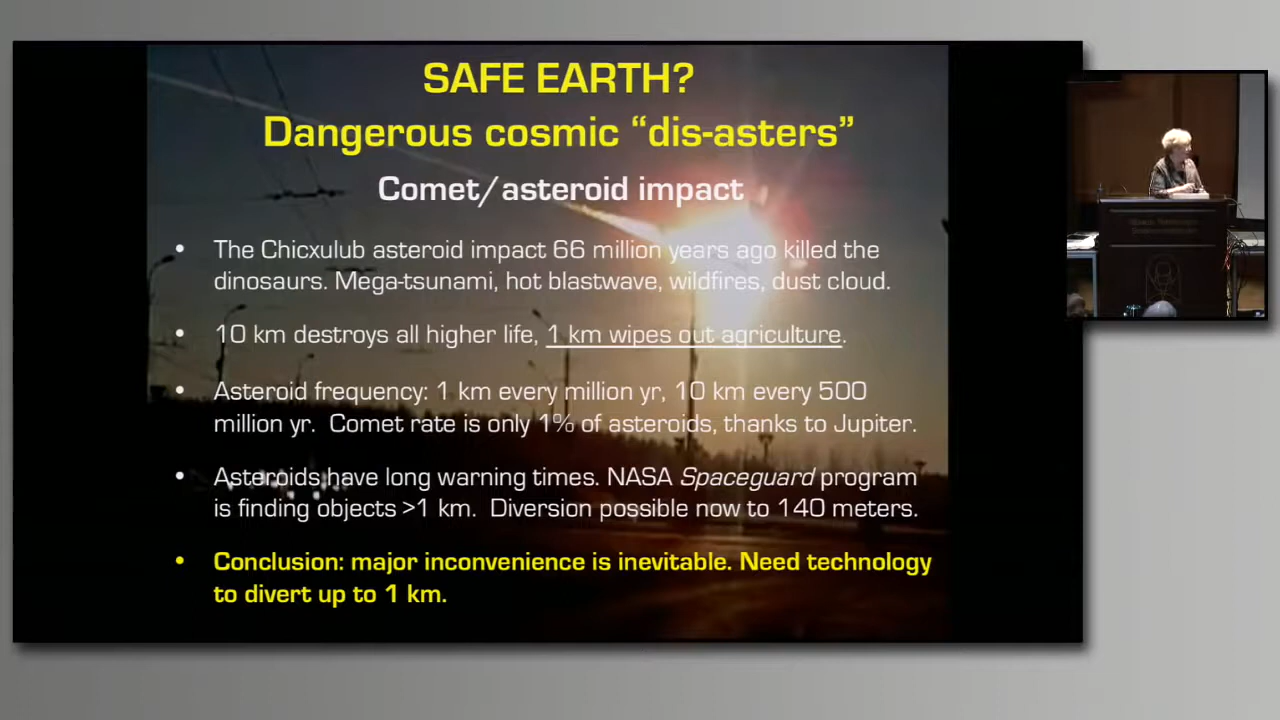 SAFE EARTH?
Dangerous cosmic “dis-asters”
Comet/asteroid impact
• The Chicxulub asteroid impact 66 million years ago killed the
dinosaurs. Mega-tsunami, hot blastwave, wildfires, dust cloud.
• 10 km destroys all higher life, 1 km wipes out agriculture.
• Asteroid frequency: 1 km every million yr, 10 km every 500
million yr. Comet rate is only 1% of asteroids, thanks to Jupiter.
• Asteroids have long warning times. NASA Spaceguard program
is finding objects >1 km. Diversion possible now to 140 meters.
• Conclusion: major inconvenience is inevitable. Need technology
to divert up to 1 km.